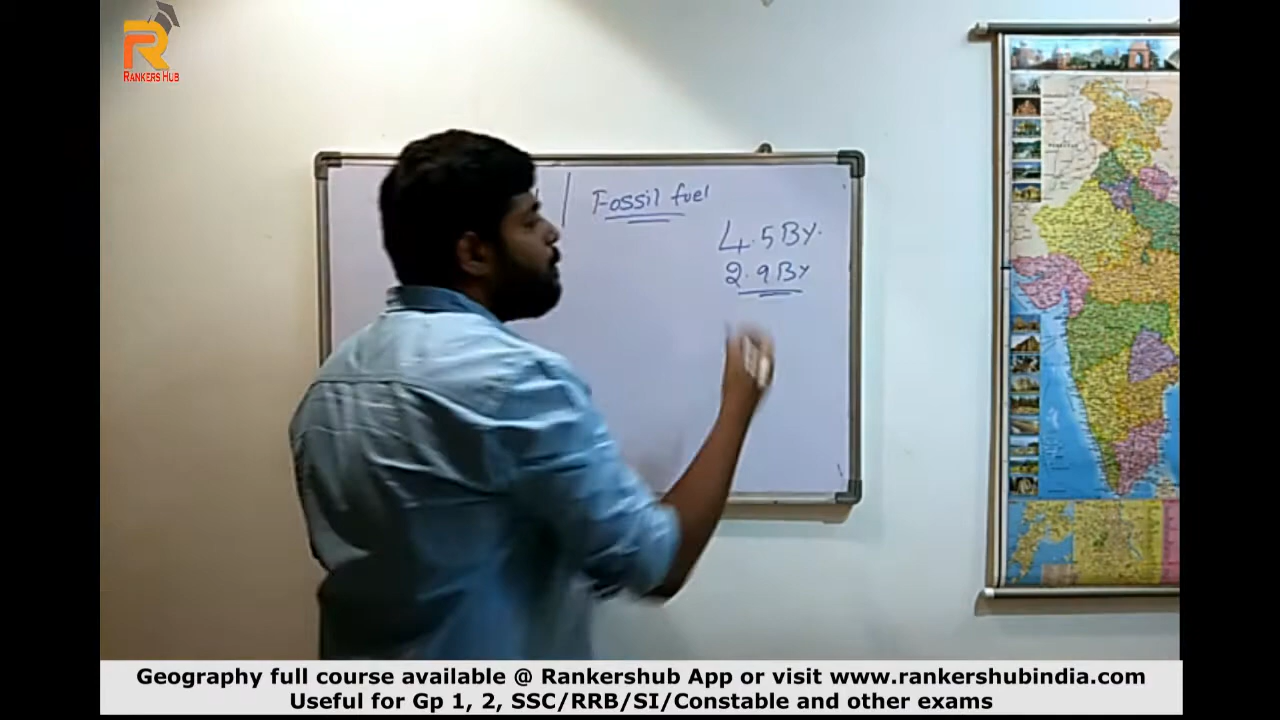 RANKERS HUB
Fossil fuel
4.5 By.
2.9 By
Geography full course available @ Rankershub App or visit www.rankershubindia.com
Useful for Gp 1, 2, SSC/RRB/SI/Constable and other exams